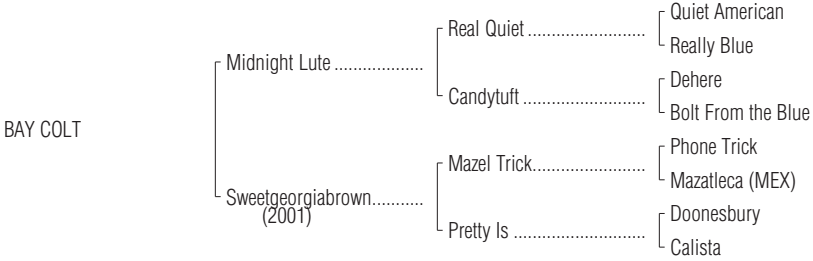 Quiet American
Real Quiet ..........................
Really Blue
Midnight Lute ...................
Dehere
Candytuft ...........................
Bolt From the Blue
BAY COLT
Phone Trick
Mazel Trick.........................
Mazatleca (MEX)
Sweetgeorgiabrown...........
(2001)
Doonesbury
Pretty Is .............................
Calista